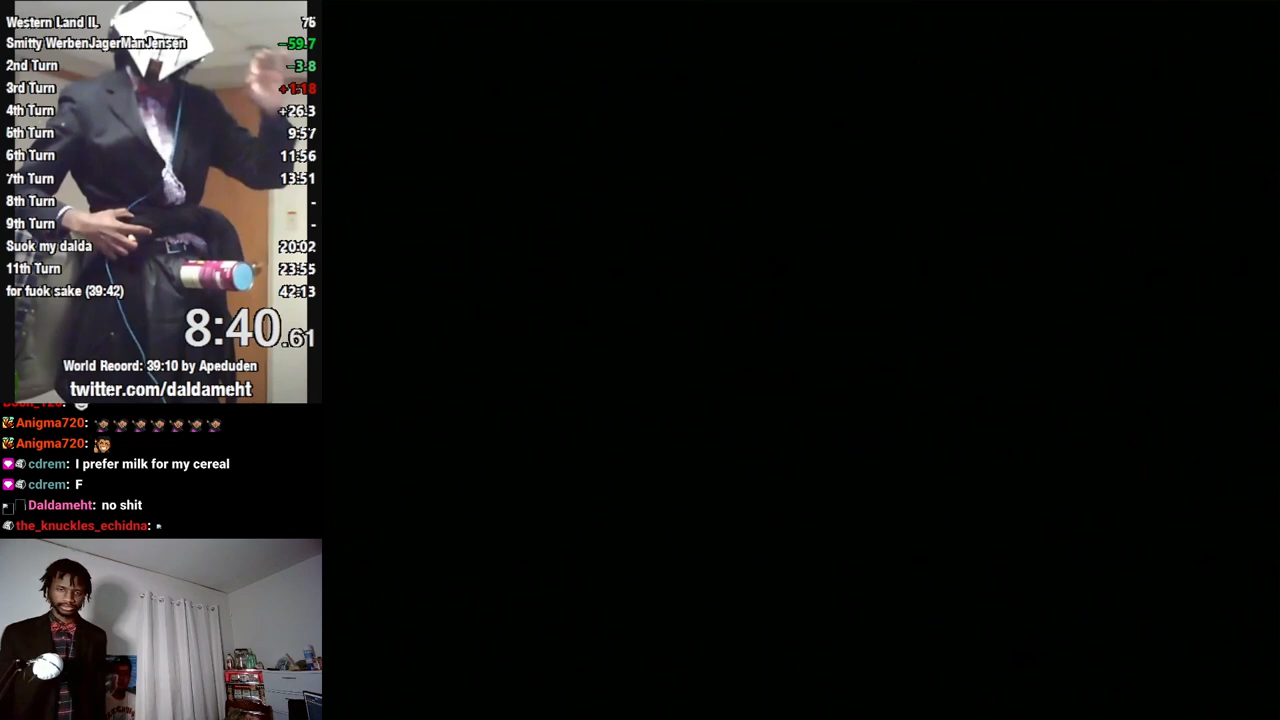 Western Land II. 76
Smitty WerbenJagerManJensen -59.7
2nd Turn -3.8
3rd Turn +1:18
4th Turn +26.3
5th Turn 9:57
6th Turn 11:56
7th Turn 13:51
8th Turn -
9th Turn -
Suck my dalda 20:02
11th Turn 23:55
for fuck sake (39:42) 42:13
8:40.61
World Record: 39:10 by Apeduden
twitter.com/daldameht
Anigma720:
Anigma720:
cdrem: I prefer milk for my cereal
cdrem: F
Daldameht: no shit
the_knuckles_echidna: